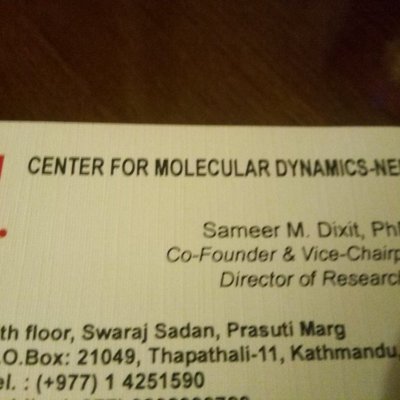 CENTER FOR MOLECULAR DYNAMICS-NE
Sameer M. Dixit, Ph
Co-Founder & Vice-Chairp
Director of Research
th floor, Swaraj Sadan, Prasuti Marg
.O.Box: 21049, Thapathali-11, Kathmandu,
el. : (+977) 1 4251590